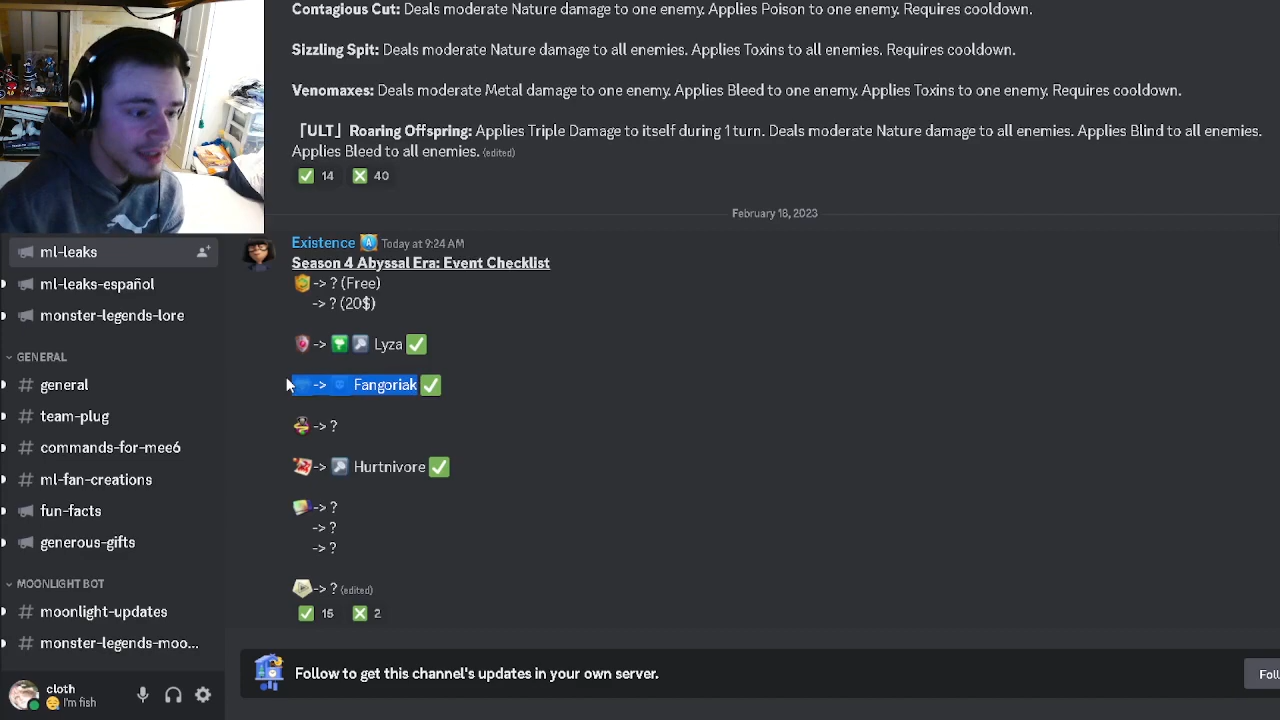 Contagious Cut: Deals moderate Nature damage to one enemy. Applies Poison to one enemy. Requires cooldown.
Sizzling Spit: Deals moderate Nature damage to all enemies. Applies Toxins to all enemies. Requires cooldown.
Venomaxes: Deals moderate Metal damage to one enemy. Applies Bleed to one enemy. Applies Toxins to one enemy. Requires cooldown.
「ULT」Roaring Offspring: Applies Triple Damage to itself during 1 turn. Deals moderate Nature damage to all enemies. Applies Blind to all enemies.
Applies Bleed to all enemies. (edited)
14 40
February 18, 2023
Existence Today at 9:24 AM
Season 4 Abyssal Era: Event Checklist
-> ? (Free)
-> ? (20$)
-> Lyza
-> Fangoriak
-> ?
-> Hurtnivore
-> ?
-> ?
-> ?
-> ? (edited)
15 2
Follow to get this channel's updates in your own server.
Foll
ml-leaks
ml-leaks-español
monster-legends-lore
GENERAL
general
team-plug
commands-for-mee6
ml-fan-creations
fun-facts
generous-gifts
MOONLIGHT BOT
moonlight-updates
monster-legends-moo...
cloth
I'm fish